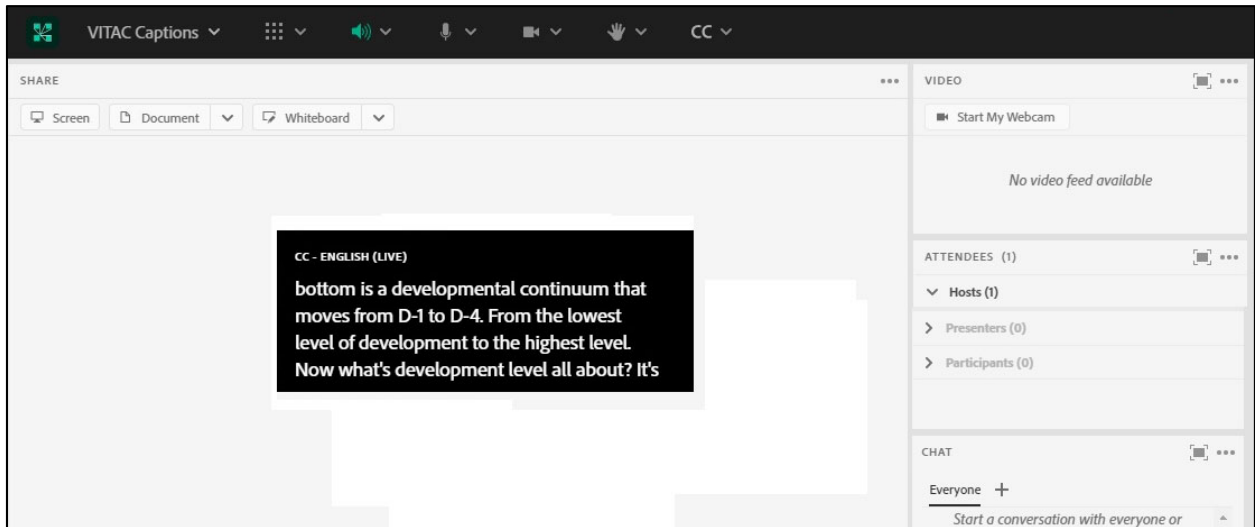 VITAC Captions
CC
SHARE
Screen
Document
Whiteboard
CC - ENGLISH (LIVE)
bottom is a developmental continuum that
moves from D-1 to D-4. From the lowest
level of development to the highest level.
Now what's development level all about? It's
VIDEO
Start My Webcam
No video feed available
ATTENDEES (1)
Hosts (1)
Presenters (0)
Participants (0)
CHAT
Everyone
Start a conversation with everyone or